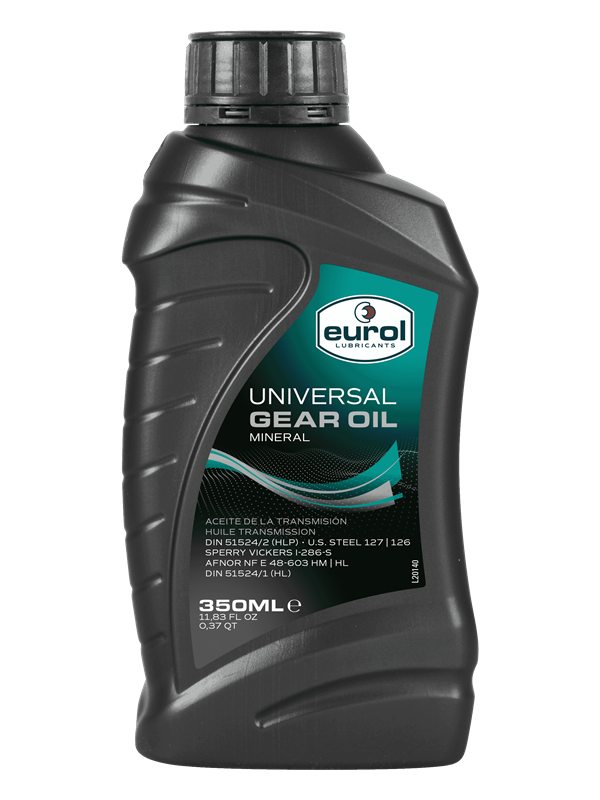 eurol
LUBRICANTS
UNIVERSAL
GEAR OIL
MINERAL
ACEITE DE LA TRANSMISIÓN
HUILE TRANSMISSION
DIN 51524/2 (HLP) • U.S. STEEL 127 | 126
SPERRY VICKERS I-286-S
AFNOR NF E 48-603 HM | HL
DIN 51524/1 (HL)
L20140
350ML ℮
11,83 FL OZ
0,37 QT